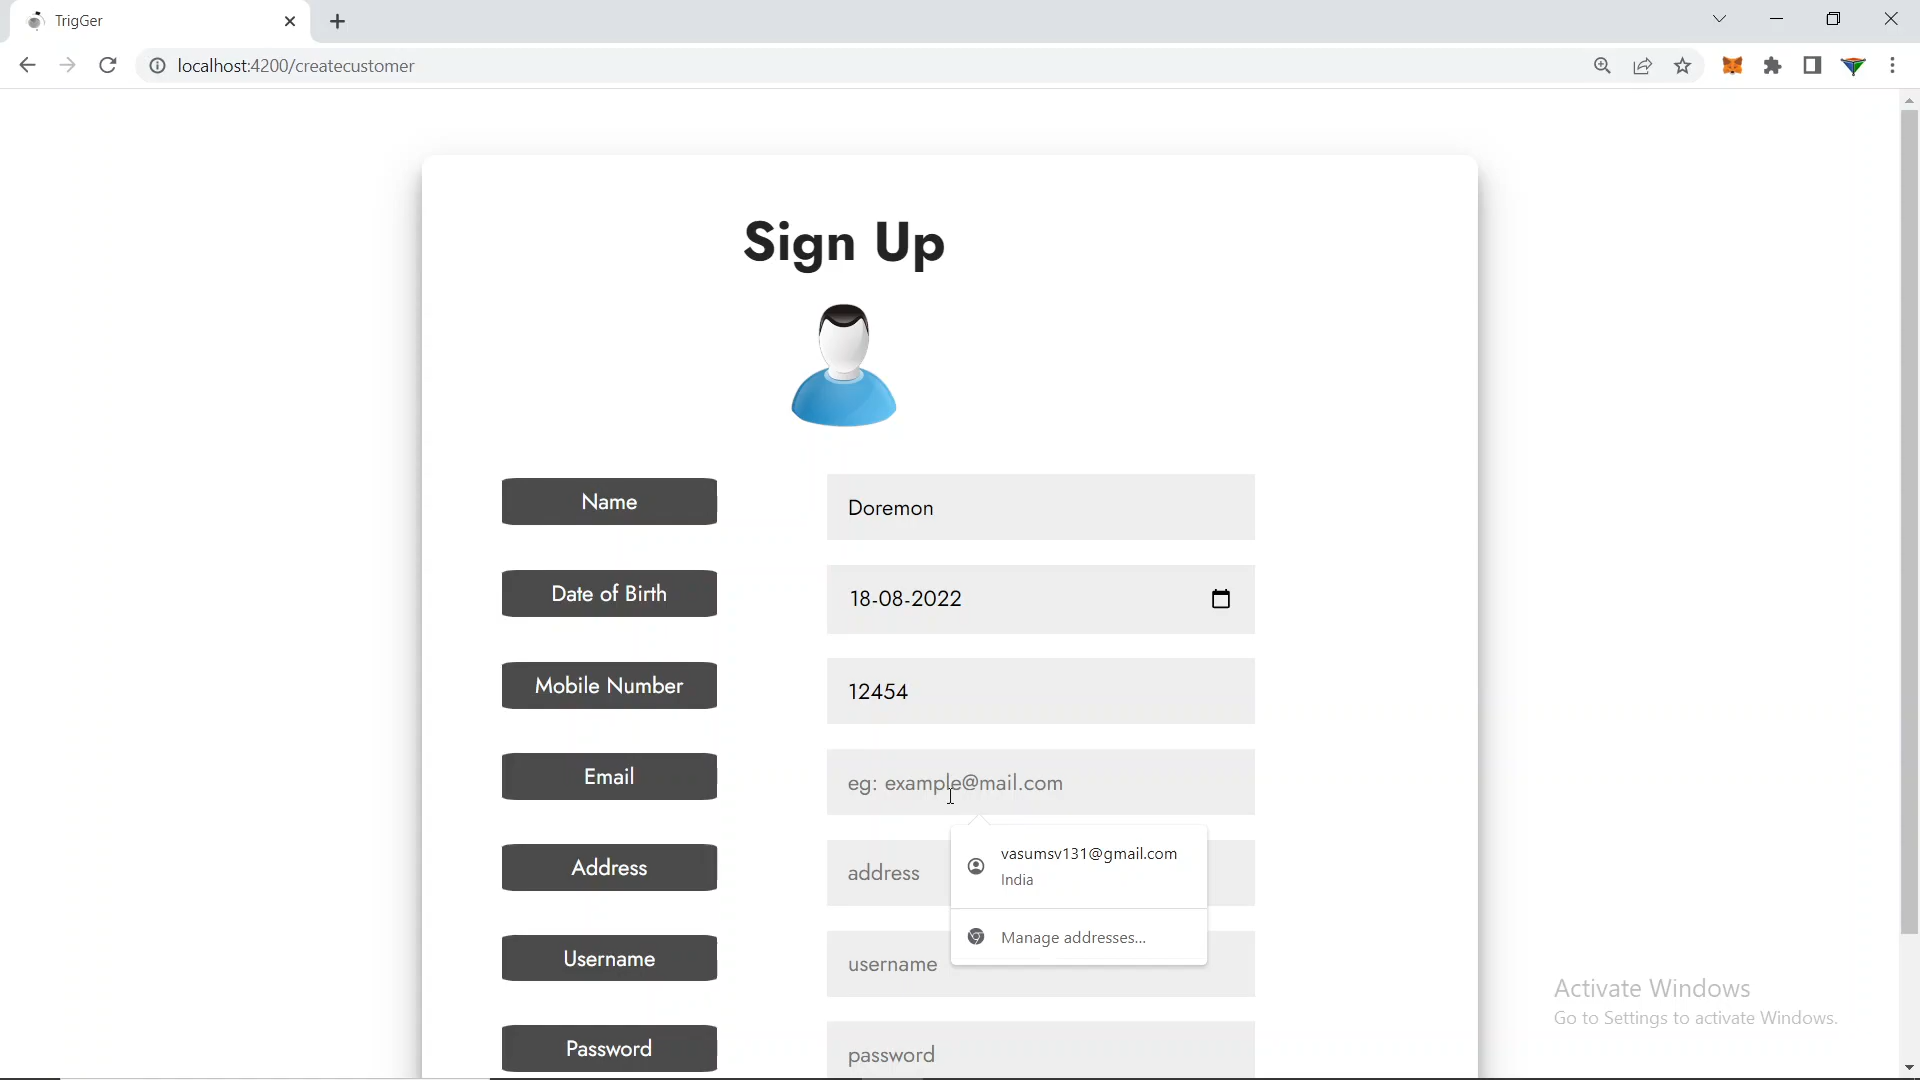 TrigGer
localhost:4200/createcustomer
Sign Up
Name
Doremon
Date of Birth
18-08-2022
Mobile Number
12454
Email
eg: example@mail.com
vasumsv131@gmail.com
India
Address
address
Manage addresses...
Username
username
Activate Windows
Go to Settings to activate Windows.
Password
password